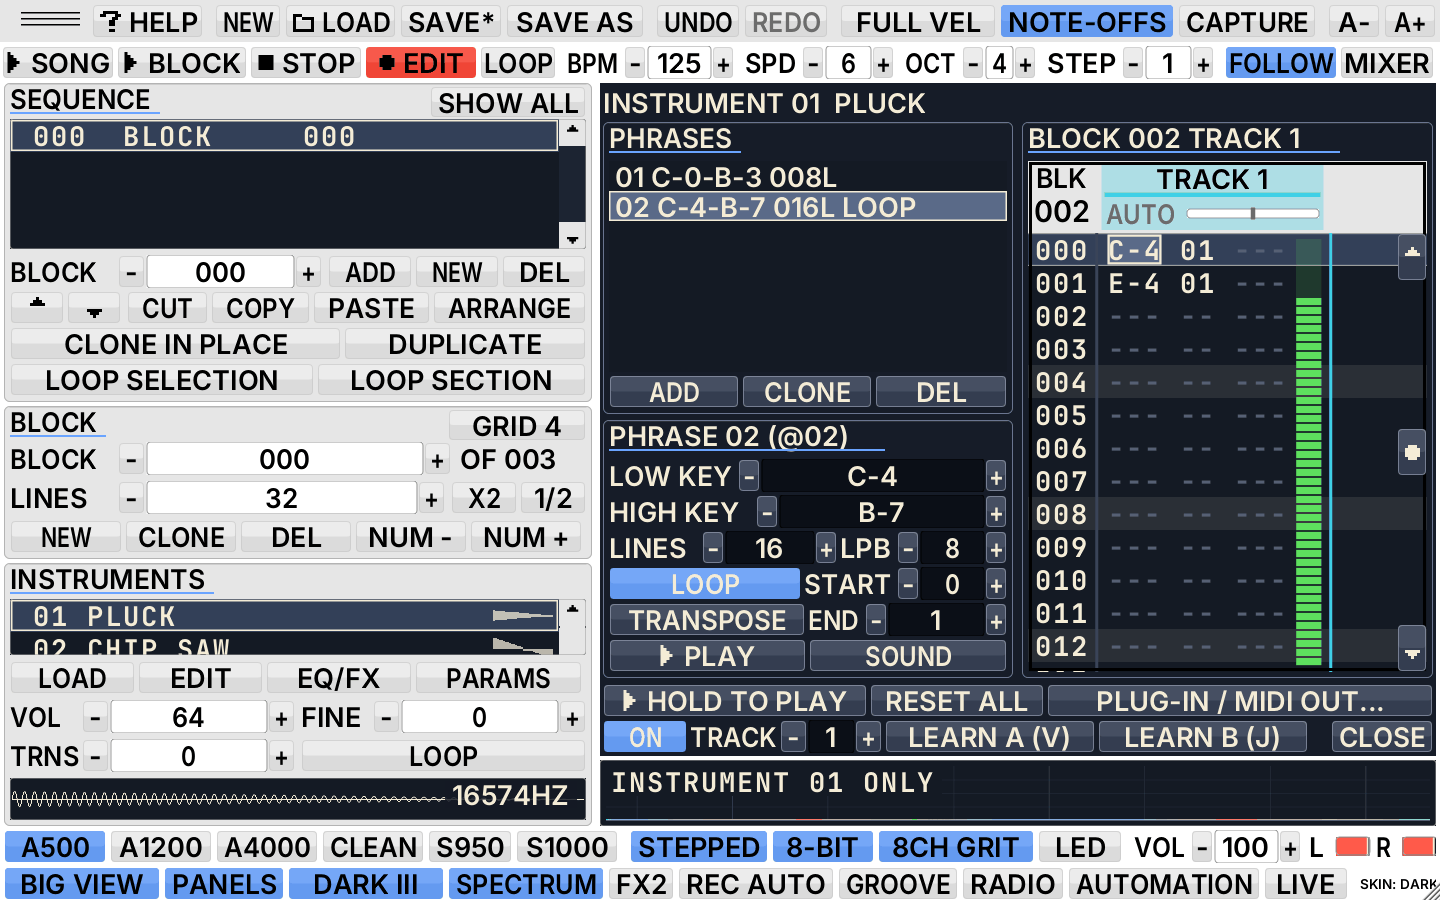 HELP NEW LOAD SAVE* SAVE AS UNDO REDO FULL VEL NOTE-OFFS CAPTURE A- A+
SONG BLOCK STOP EDIT LOOP BPM - 125 + SPD - 6 + OCT - 4 + STEP - 1 + FOLLOW MIXER
SEQUENCE SHOW ALL
000 BLOCK 000
BLOCK - 000 + ADD NEW DEL
CUT COPY PASTE ARRANGE
CLONE IN PLACE DUPLICATE
LOOP SELECTION LOOP SECTION
BLOCK GRID 4
BLOCK - 000 + OF 003
LINES - 32 + X2 1/2
NEW CLONE DEL NUM - NUM +
INSTRUMENTS
01 PLUCK
02 CHIP SAW
LOAD EDIT EQ/FX PARAMS
VOL - 64 + FINE - 0 +
TRNS - 0 + LOOP
16574HZ
INSTRUMENT 01 PLUCK
PHRASES
01 C-0-B-3 008L
02 C-4-B-7 016L LOOP
ADD CLONE DEL
PHRASE 02 (@02)
LOW KEY - C-4 +
HIGH KEY - B-7 +
LINES - 16 + LPB - 8 +
LOOP START - 0 +
TRANSPOSE END - 1 +
PLAY SOUND
BLOCK 002 TRACK 1
BLK TRACK 1
002 AUTO
000 C-4 01 ---
001 E-4 01 ---
002 --- -- ---
003 --- -- ---
004 --- -- ---
005 --- -- ---
006 --- -- ---
007 --- -- ---
008 --- -- ---
009 --- -- ---
010 --- -- ---
011 --- -- ---
012 --- -- ---
HOLD TO PLAY RESET ALL PLUG-IN / MIDI OUT...
ON TRACK - 1 + LEARN A (V) LEARN B (J) CLOSE
INSTRUMENT 01 ONLY
A500 A1200 A4000 CLEAN S950 S1000 STEPPED 8-BIT 8CH GRIT LED VOL - 100 + L R
BIG VIEW PANELS DARK III SPECTRUM FX2 REC AUTO GROOVE RADIO AUTOMATION LIVE SKIN: DARK